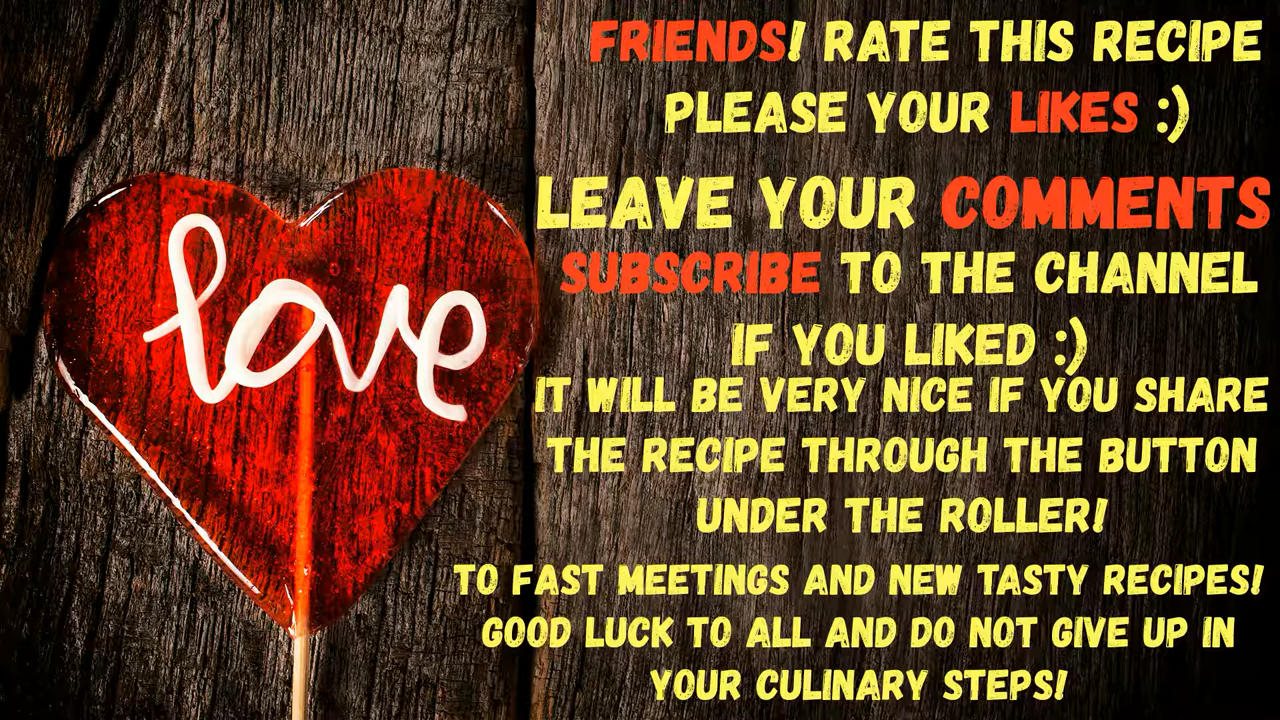 FRIENDS! RATE THIS RECIPE
PLEASE YOUR LIKES :)
LEAVE YOUR COMMENTS
SUBSCRIBE TO THE CHANNEL
IF YOU LIKED :)
IT WILL BE VERY NICE IF YOU SHARE
THE RECIPE THROUGH THE BUTTON
UNDER THE ROLLER!
TO FAST MEETINGS AND NEW TASTY RECIPES!
GOOD LUCK TO ALL AND DO NOT GIVE UP IN
YOUR CULINARY STEPS!
love